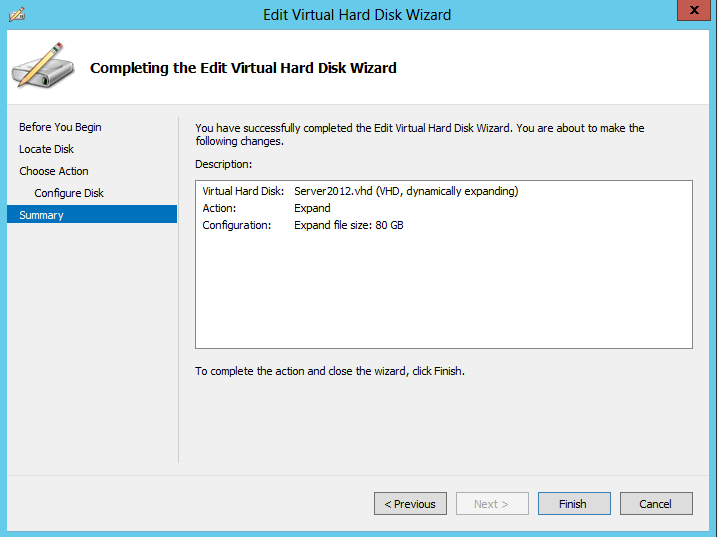 Edit Virtual Hard Disk Wizard
x
Completing the Edit Virtual Hard Disk Wizard
Before You Begin
Locate Disk
Choose Action
Configure Disk
Summary
You have successfully completed the Edit Virtual Hard Disk Wizard. You are about to make the
following changes.
Description:
Virtual Hard Disk: Server2012.vhd (VHD, dynamically expanding)
Action: Expand
Configuration: Expand file size: 80 GB
To complete the action and close the wizard, click Finish.
< Previous Next > Finish Cancel